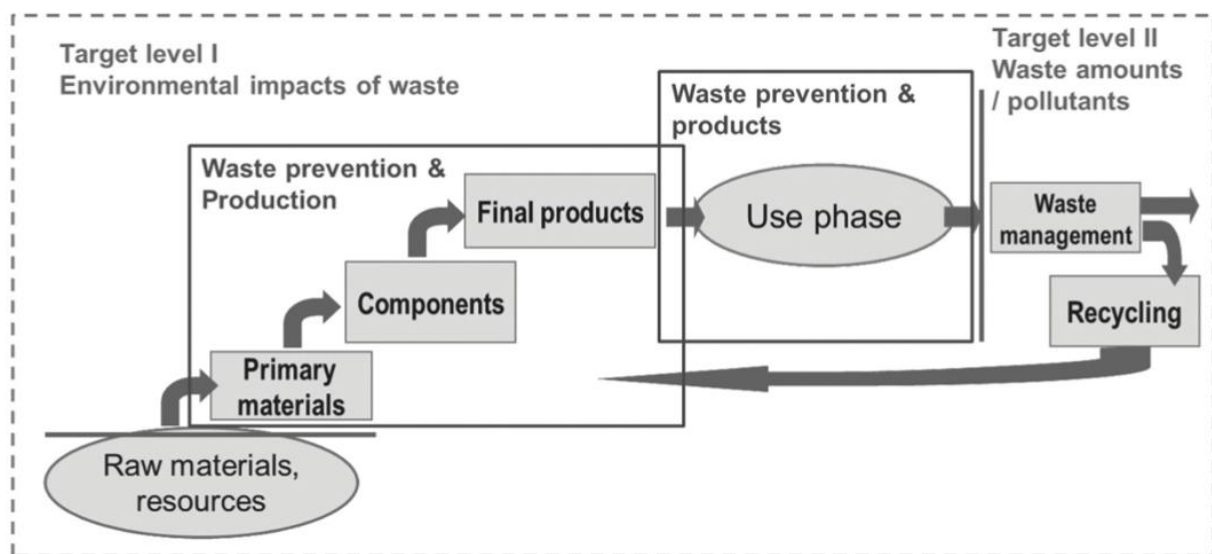 Target level I
Environmental impacts of waste
Target level II
Waste amounts
/ pollutants
Waste prevention &
products
Waste prevention &
Production
Final products
Use phase
Waste
management
Components
Recycling
Primary
materials
Raw materials,
resources